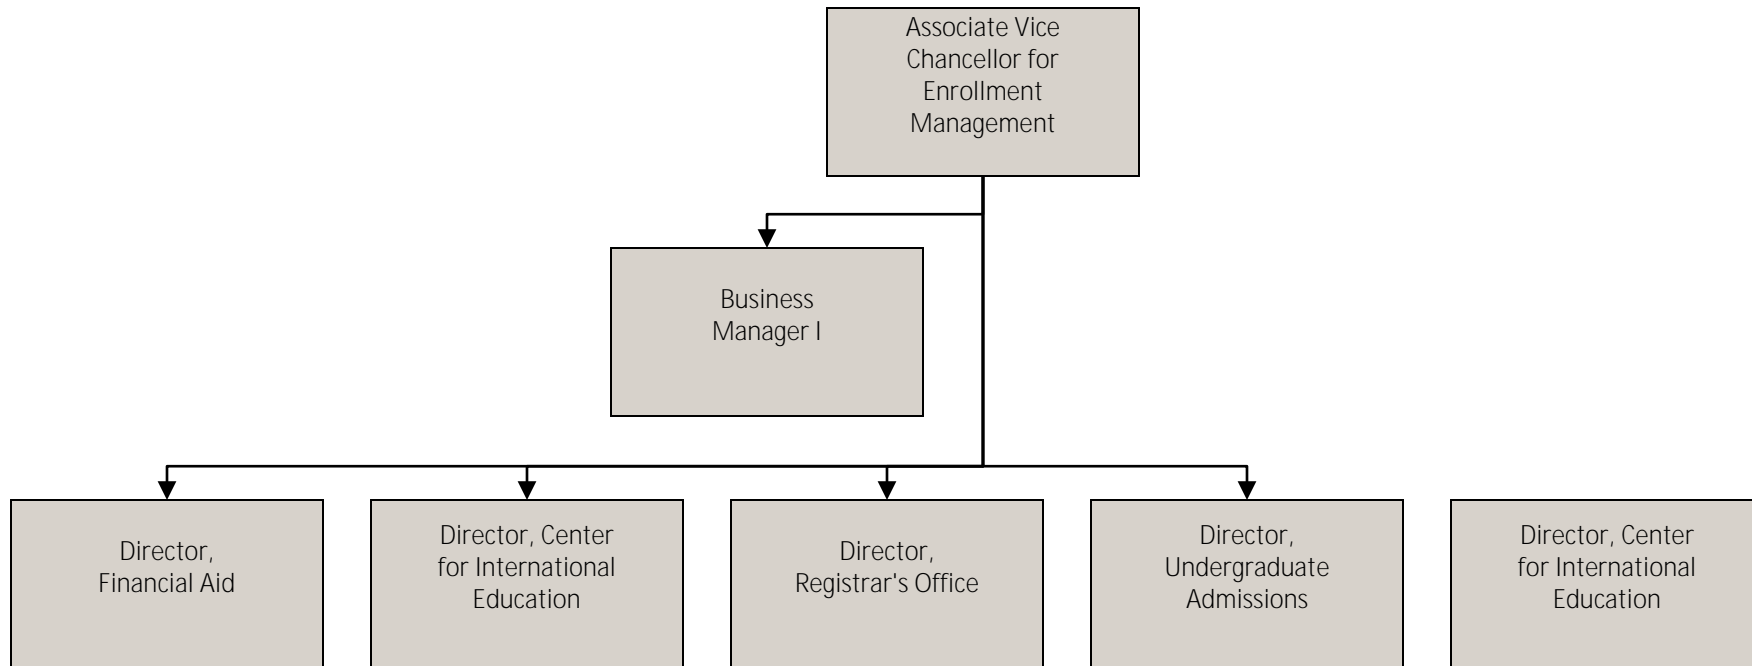 Associate Vice
Chancellor for
Enrollment
Management
Business
Manager I
Director,
Financial Aid
Director, Center
for International
Education
Director,
Registrar's Office
Director,
Undergraduate
Admissions
Director, Center
for International
Education